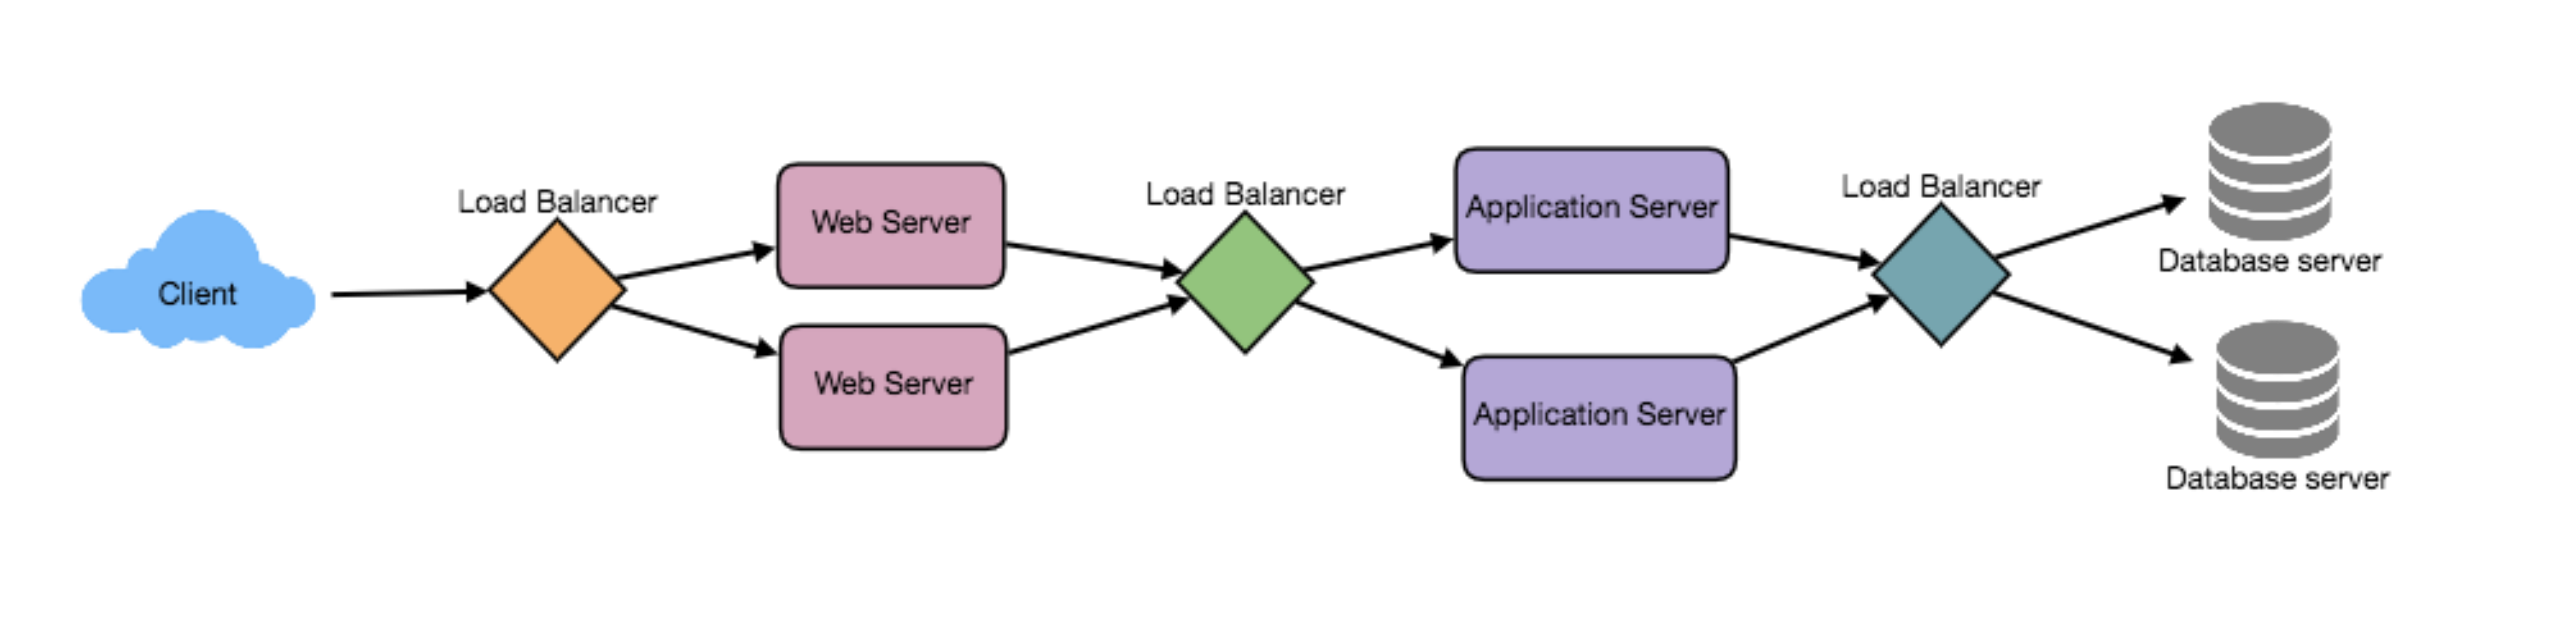 Client
Load Balancer
Web Server
Web Server
Load Balancer
Application Server
Application Server
Load Balancer
Database server
Database server